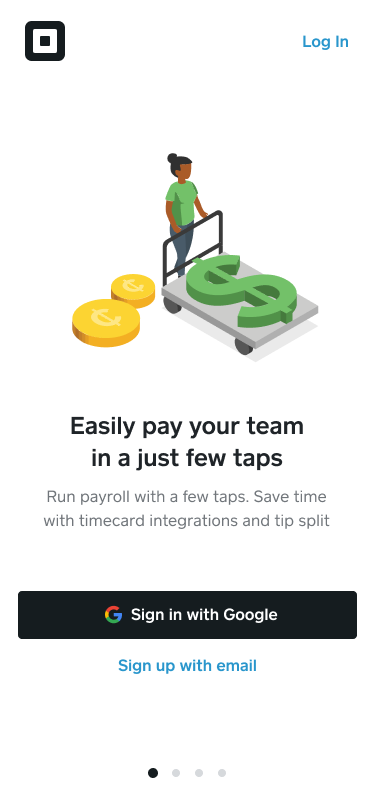 Log In
Easily pay your team
in a just few taps
Run payroll with a few taps. Save time
with timecard integrations and tip split
Sign in with Google
Sign up with email